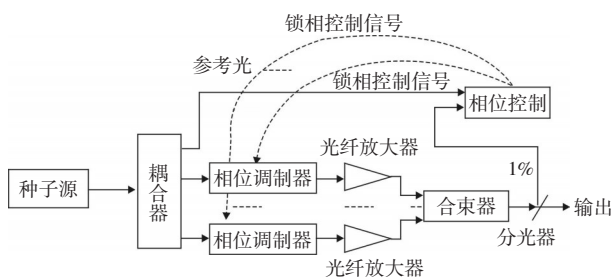 锁相控制信号
参考光
锁相控制信号
相位控制
光纤放大器
1%
种子源
耦合器
相位调制器
合束器
输出
分光器
相位调制器
光纤放大器